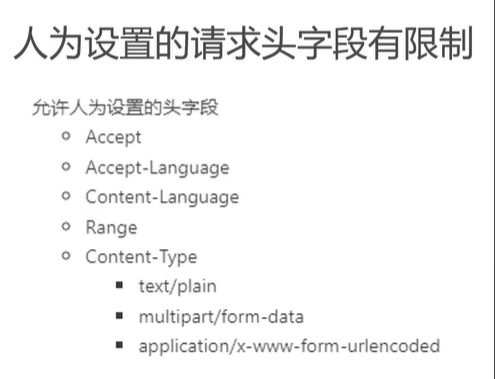 人为设置的请求头字段有限制
允许人为设置的头字段
Accept
Accept-Language
Content-Language
Range
Content-Type
text/plain
multipart/form-data
application/x-www-form-urlencoded